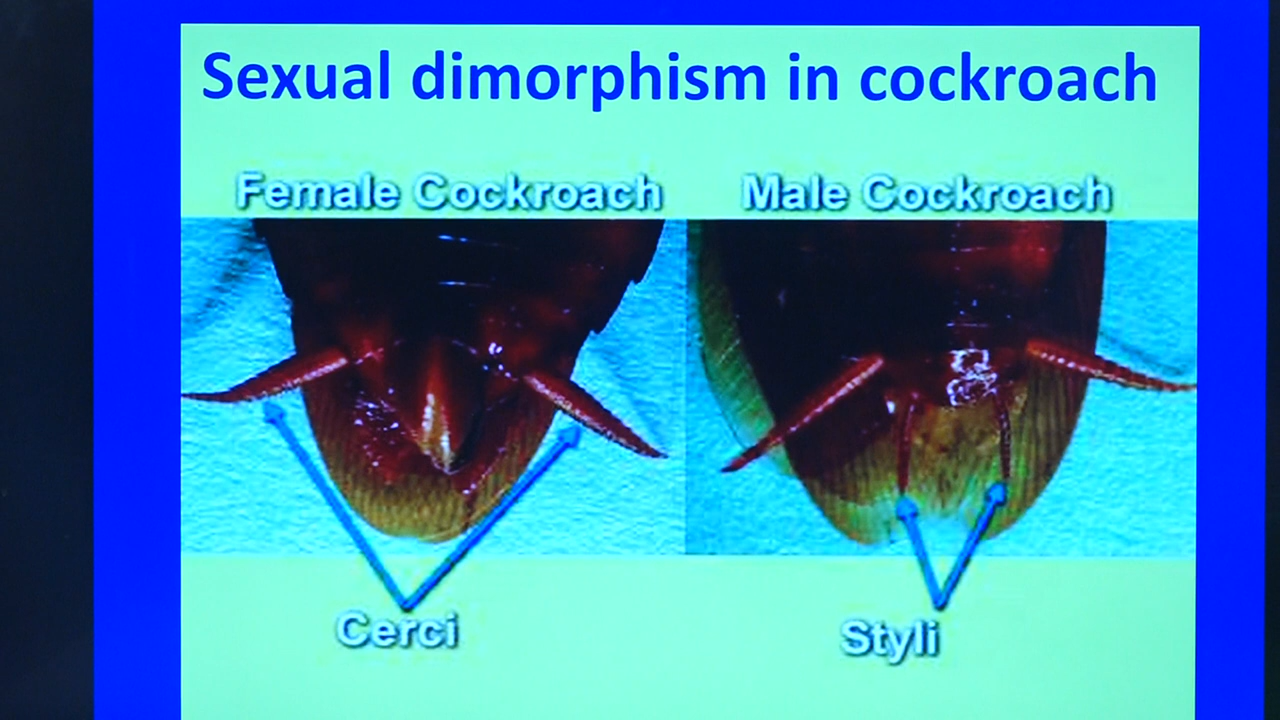 Sexual dimorphism in cockroach
Female Cockroach
Male Cockroach
Cerci
Styli